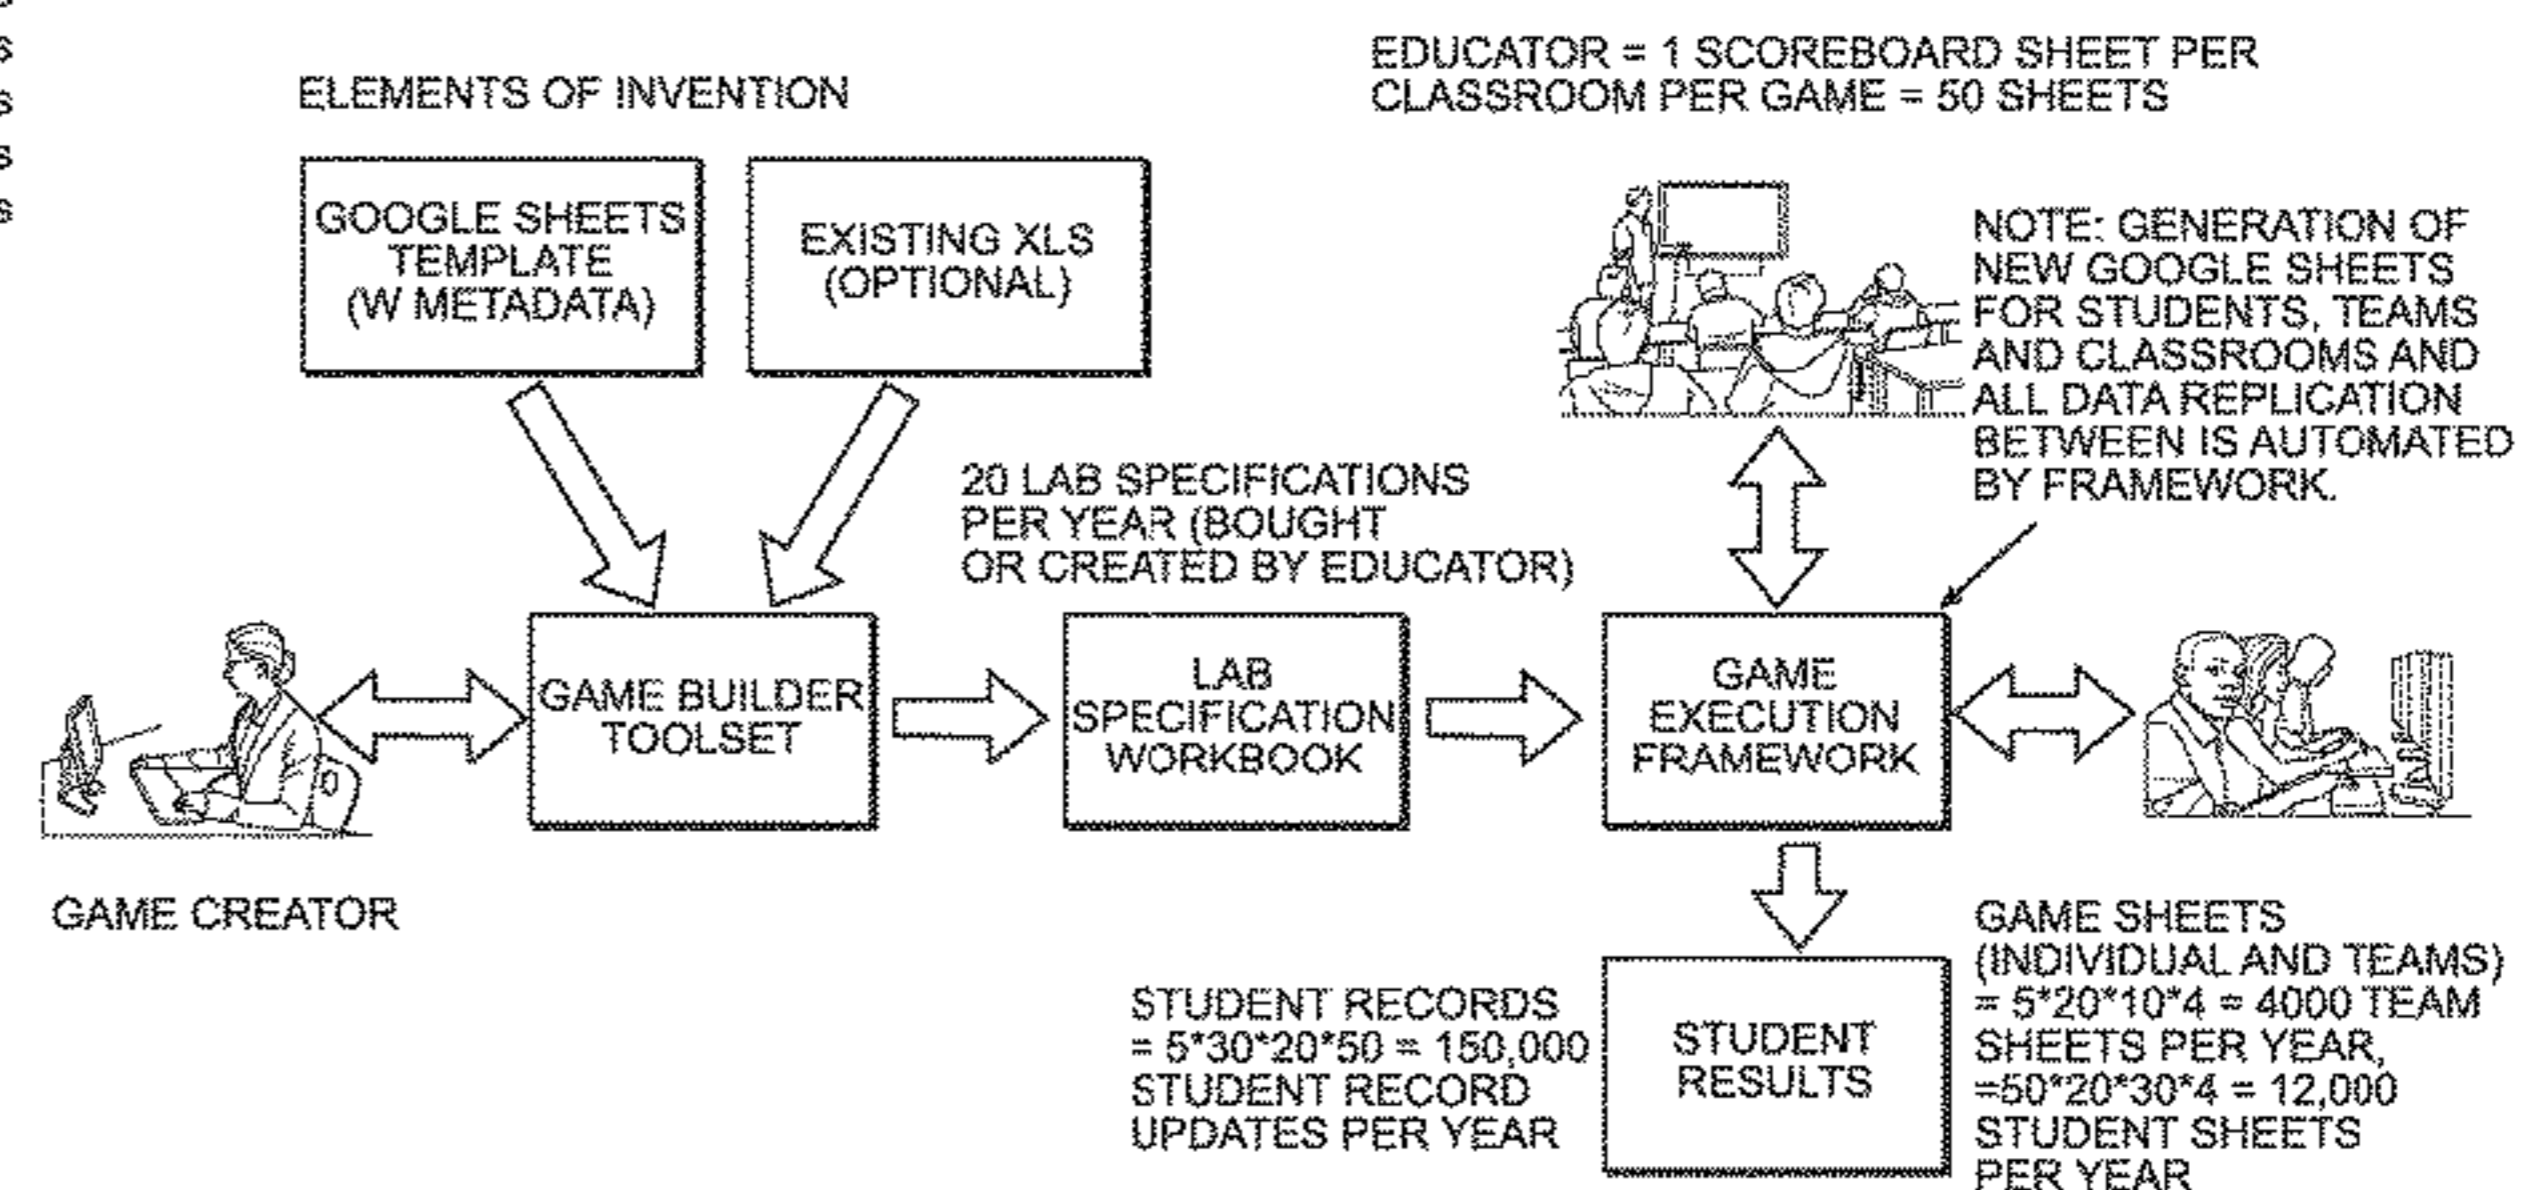 ELEMENTS OF INVENTION
EDUCATOR = 1 SCOREBOARD SHEET PER
CLASSROOM PER GAME = 50 SHEETS
GOOGLE SHEETS
TEMPLATE
(W METADATA)
EXISTING XLS
(OPTIONAL)
NOTE: GENERATION OF
NEW GOOGLE SHEETS
FOR STUDENTS, TEAMS
AND CLASSROOMS AND
ALL DATA REPLICATION
BETWEEN IS AUTOMATED
BY FRAMEWORK.
20 LAB SPECIFICATIONS
PER YEAR (BOUGHT
OR CREATED BY EDUCATOR)
GAME BUILDER
TOOLSET
LAB
SPECIFICATION
WORKBOOK
GAME
EXECUTION
FRAMEWORK
GAME CREATOR
STUDENT RECORDS
= 5*30*20*50 = 150,000
STUDENT RECORD
UPDATES PER YEAR
STUDENT
RESULTS
GAME SHEETS
(INDIVIDUAL AND TEAMS)
= 5*20*10*4 = 4000 TEAM
SHEETS PER YEAR,
=50*20*30*4 = 12,000
STUDENT SHEETS
PER YEAR